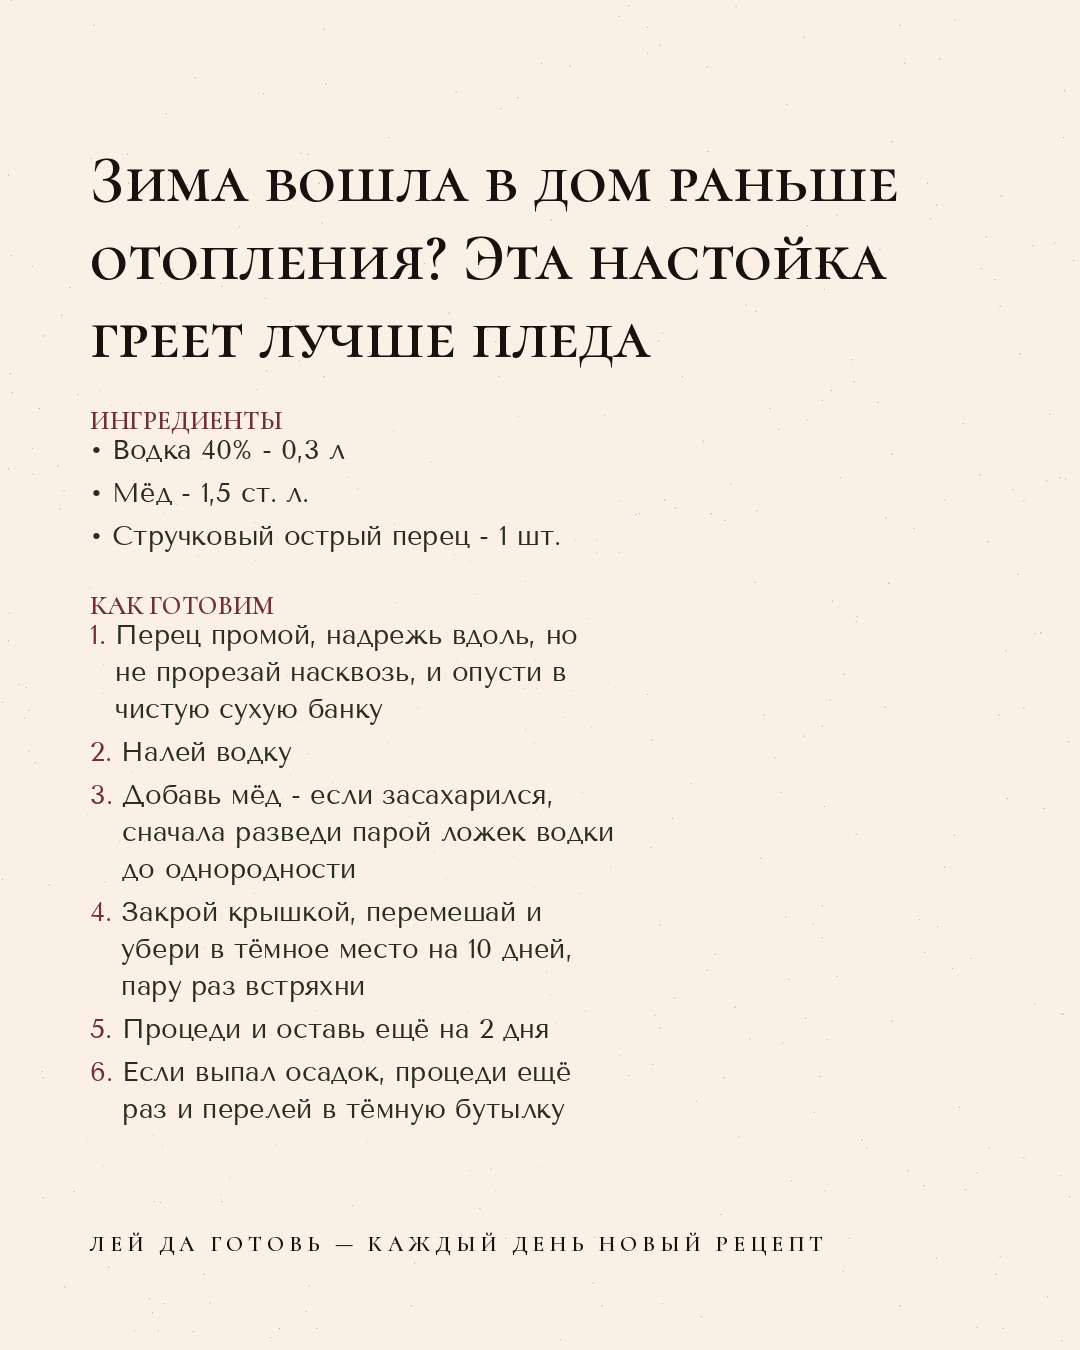 Зима вошла в дом раньше
отопления? Эта настойка
греет лучше пледа
ИНГРЕДИЕНТЫ
• Водка 40% - 0,3 л
• Мёд - 1,5 ст. л.
• Стручковый острый перец - 1 шт.
КАК ГОТОВИМ
1. Перец промой, надрежь вдоль, но
не прорезай насквозь, и опусти в
чистую сухую банку
2. Налей водку
3. Добавь мёд - если засахарился,
сначала разведи парой ложек водки
до однородности
4. Закрой крышкой, перемешай и
убери в тёмное место на 10 дней,
пару раз встряхни
5. Процеди и оставь ещё на 2 дня
6. Если выпал осадок, процеди ещё
раз и перелей в тёмную бутылку
ЛЕЙ ДА ГОТОВЬ — КАЖДЫЙ ДЕНЬ НОВЫЙ РЕЦЕПТ